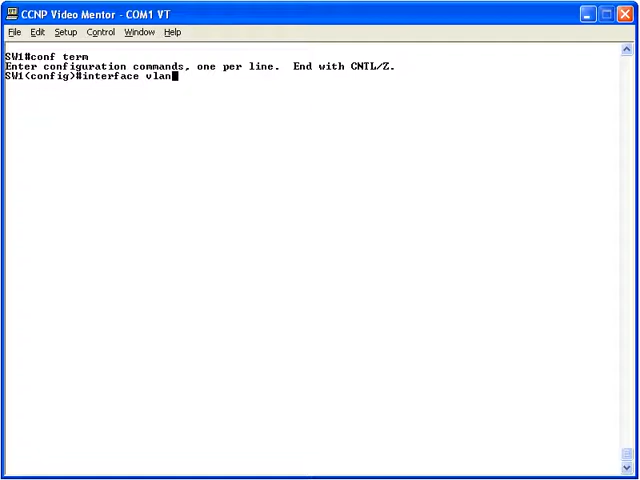 CCNP Video Mentor - COM1 VT
File Edit Setup Control Window Help
SW1#conf term
Enter configuration commands, one per line.  End with CNTL/Z.
SW1(config)#interface vlan